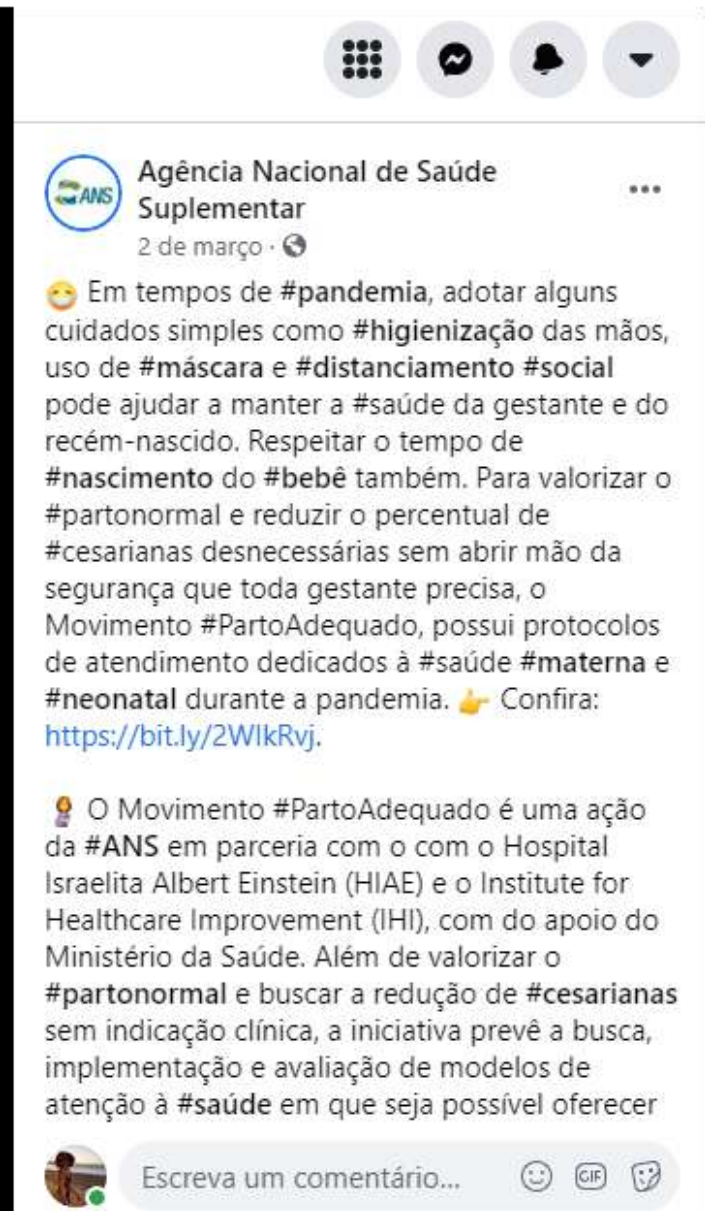 ANS
Agência Nacional de Saúde
Suplementar
2 de março ·
Em tempos de #pandemia, adotar alguns
cuidados simples como #higienização das mãos,
uso de #máscara e #distanciamento #social
pode ajudar a manter a #saúde da gestante e do
recém-nascido. Respeitar o tempo de
#nascimento do #bebê também. Para valorizar o
#partonormal e reduzir o percentual de
#cesarianas desnecessárias sem abrir mão da
segurança que toda gestante precisa, o
Movimento #PartoAdequado, possui protocolos
de atendimento dedicados à #saúde #materna e
#neonatal durante a pandemia. 👉 Confira:
https://bit.ly/2WIkRvj.
O Movimento #PartoAdequado é uma ação
da #ANS em parceria com o com o Hospital
Israelita Albert Einstein (HIAE) e o Institute for
Healthcare Improvement (IHI), com do apoio do
Ministério da Saúde. Além de valorizar o
#partonormal e buscar a redução de #cesarianas
sem indicação clínica, a iniciativa prevê a busca,
implementação e avaliação de modelos de
atenção à #saúde em que seja possível oferecer
Escreva um comentário... GIF